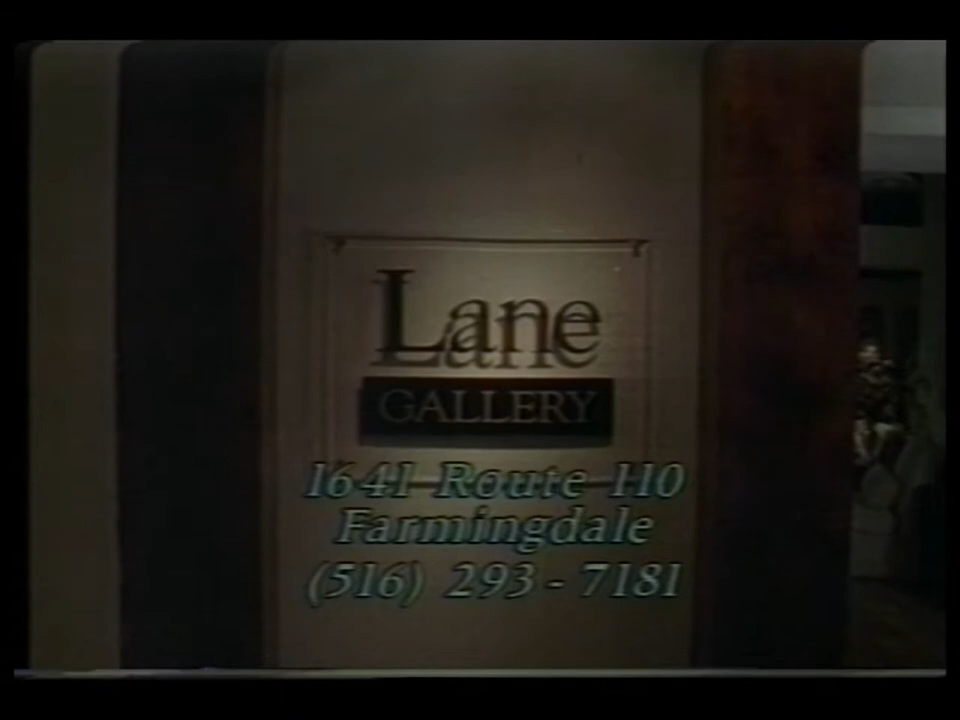 Lane
GALLERY
1641 Route 110
Farmingdale
(516) 293-7181